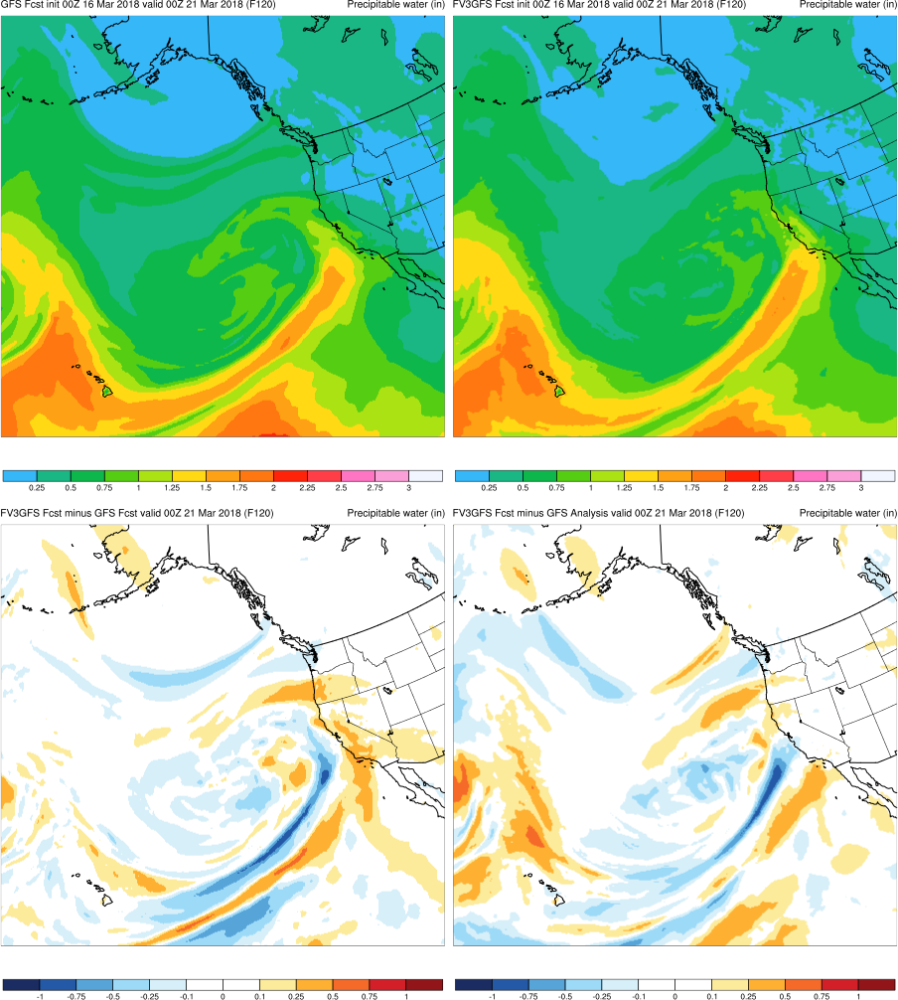 GFS Fcst init 00Z 16 Mar 2018 valid 00Z 21 Mar 2018 (F120) Precipitable water (in)
FV3GFS Fcst init 00Z 16 Mar 2018 valid 00Z 21 Mar 2018 (F120) Precipitable water (in)
0.25 0.5 0.75 1 1.25 1.5 1.75 2 2.25 2.5 2.75 3
0.25 0.5 0.75 1 1.25 1.5 1.75 2 2.25 2.5 2.75 3
FV3GFS Fcst minus GFS Fcst valid 00Z 21 Mar 2018 (F120) Precipitable water (in)
FV3GFS Fcst minus GFS Analysis valid 00Z 21 Mar 2018 (F120) Precipitable water (in)
-1 -0.75 -0.5 -0.25 -0.1 0 0.1 0.25 0.5 0.75 1
-1 -0.75 -0.5 -0.25 -0.1 0 0.1 0.25 0.5 0.75 1